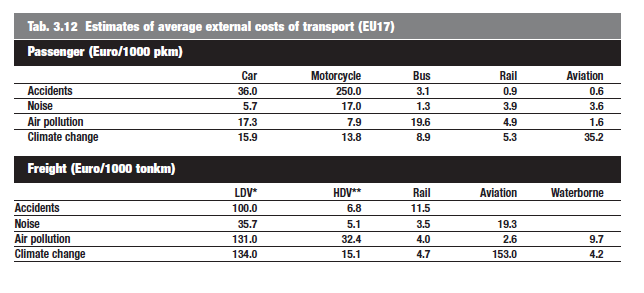 Tab. 3.12 Estimates of average external costs of transport (EU17)
Passenger (Euro/1000 pkm)
Car Motorcycle Bus Rail Aviation
Accidents 36.0 250.0 3.1 0.9 0.6
Noise 5.7 17.0 1.3 3.9 3.6
Air pollution 17.3 7.9 19.6 4.9 1.6
Climate change 15.9 13.8 8.9 5.3 35.2
Freight (Euro/1000 tonkm)
LDV* HDV** Rail Aviation Waterborne
Accidents 100.0 6.8 11.5
Noise 35.7 5.1 3.5 19.3
Air pollution 131.0 32.4 4.0 2.6 9.7
Climate change 134.0 15.1 4.7 153.0 4.2